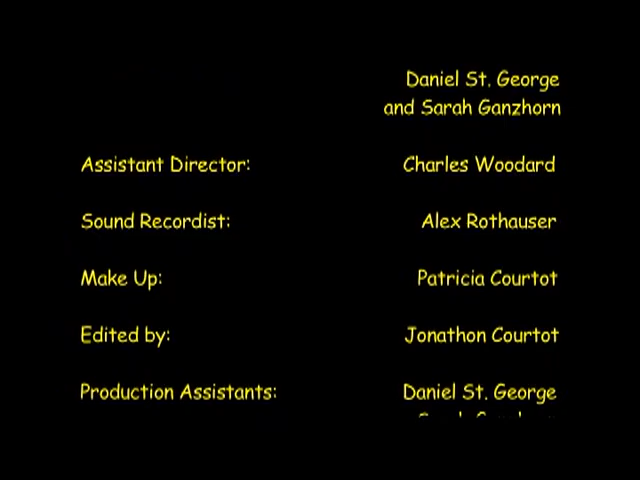 Daniel St. George
and Sarah Ganzhorn
Assistant Director: Charles Woodard
Sound Recordist: Alex Rothauser
Make Up: Patricia Courtot
Edited by: Jonathon Courtot
Production Assistants: Daniel St. George